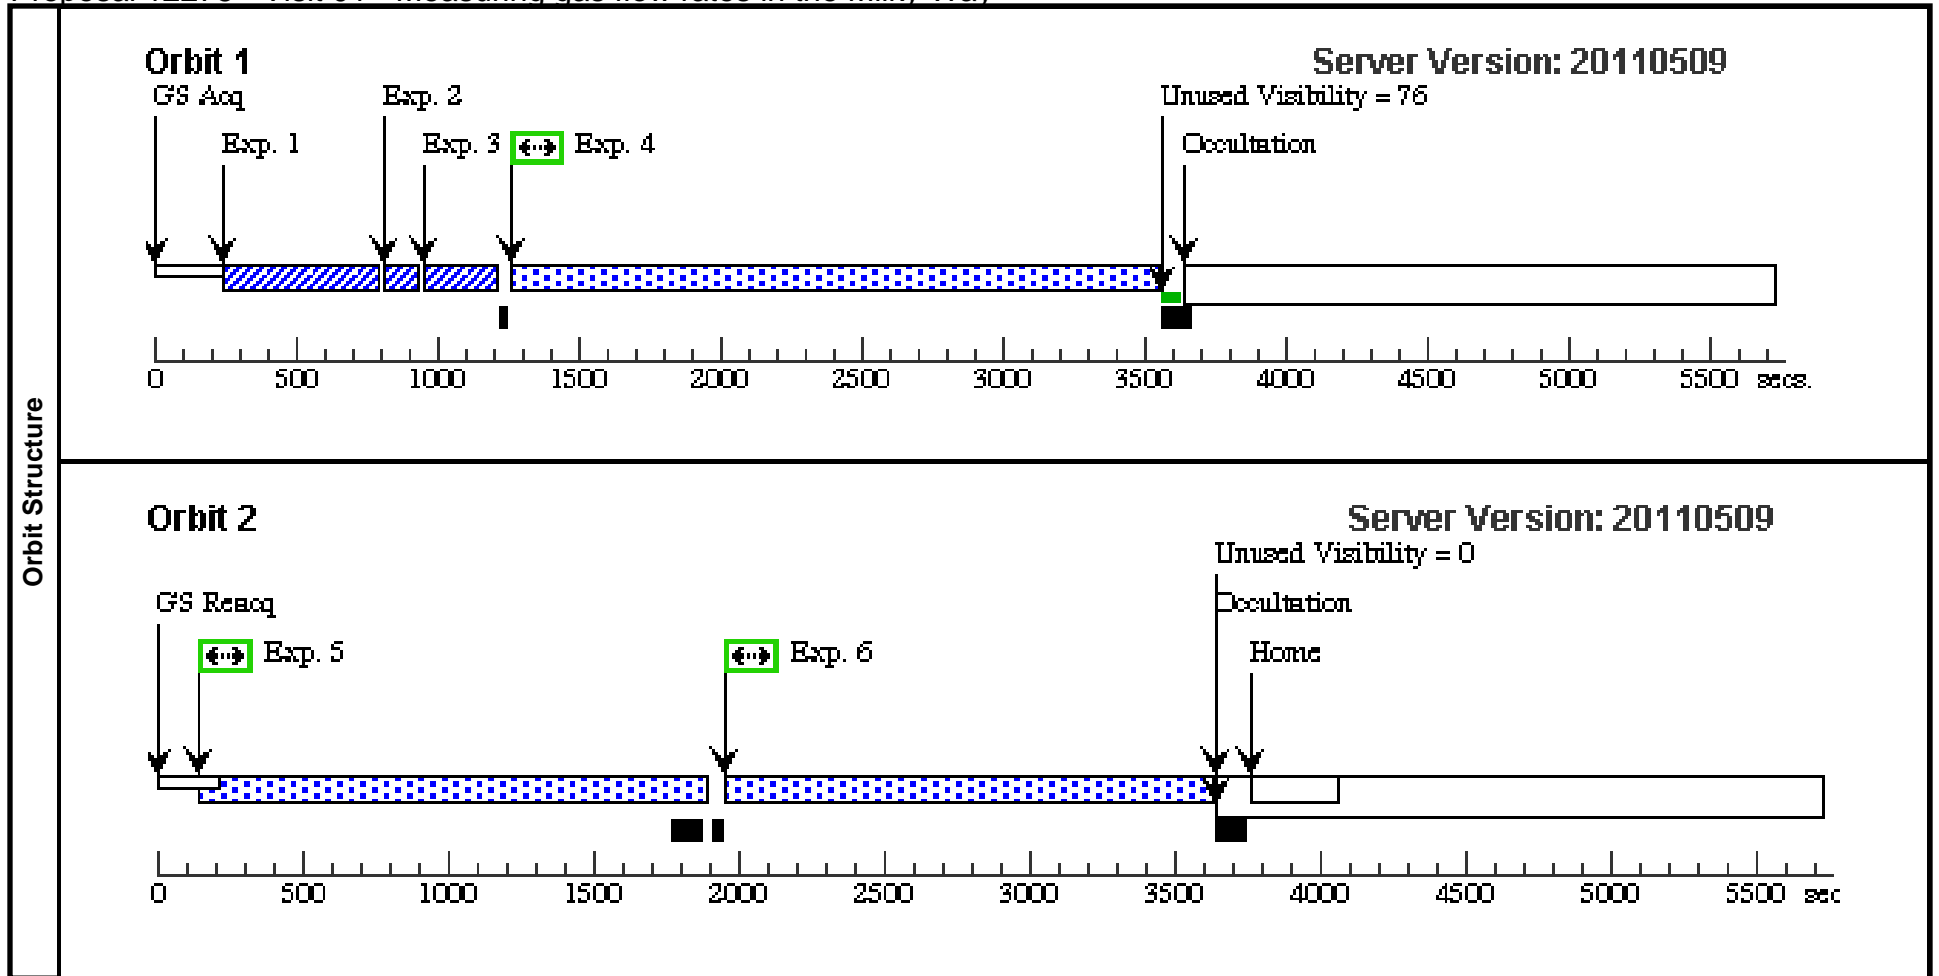 Orbit Structure
Orbit 1
Server Version: 20110509
GS Acq
Exp. 2
Unused Visibility = 76
Exp. 1
Exp. 3
Exp. 4
Occultation
0 500 1000 1500 2000 2500 3000 3500 4000 4500 5000 5500 secs.
Orbit 2
Server Version: 20110509
Unused Visibility = 0
GS Reacq
Occultation
Exp. 5
Exp. 6
Home
0 500 1000 1500 2000 2500 3000 3500 4000 4500 5000 5500 sec